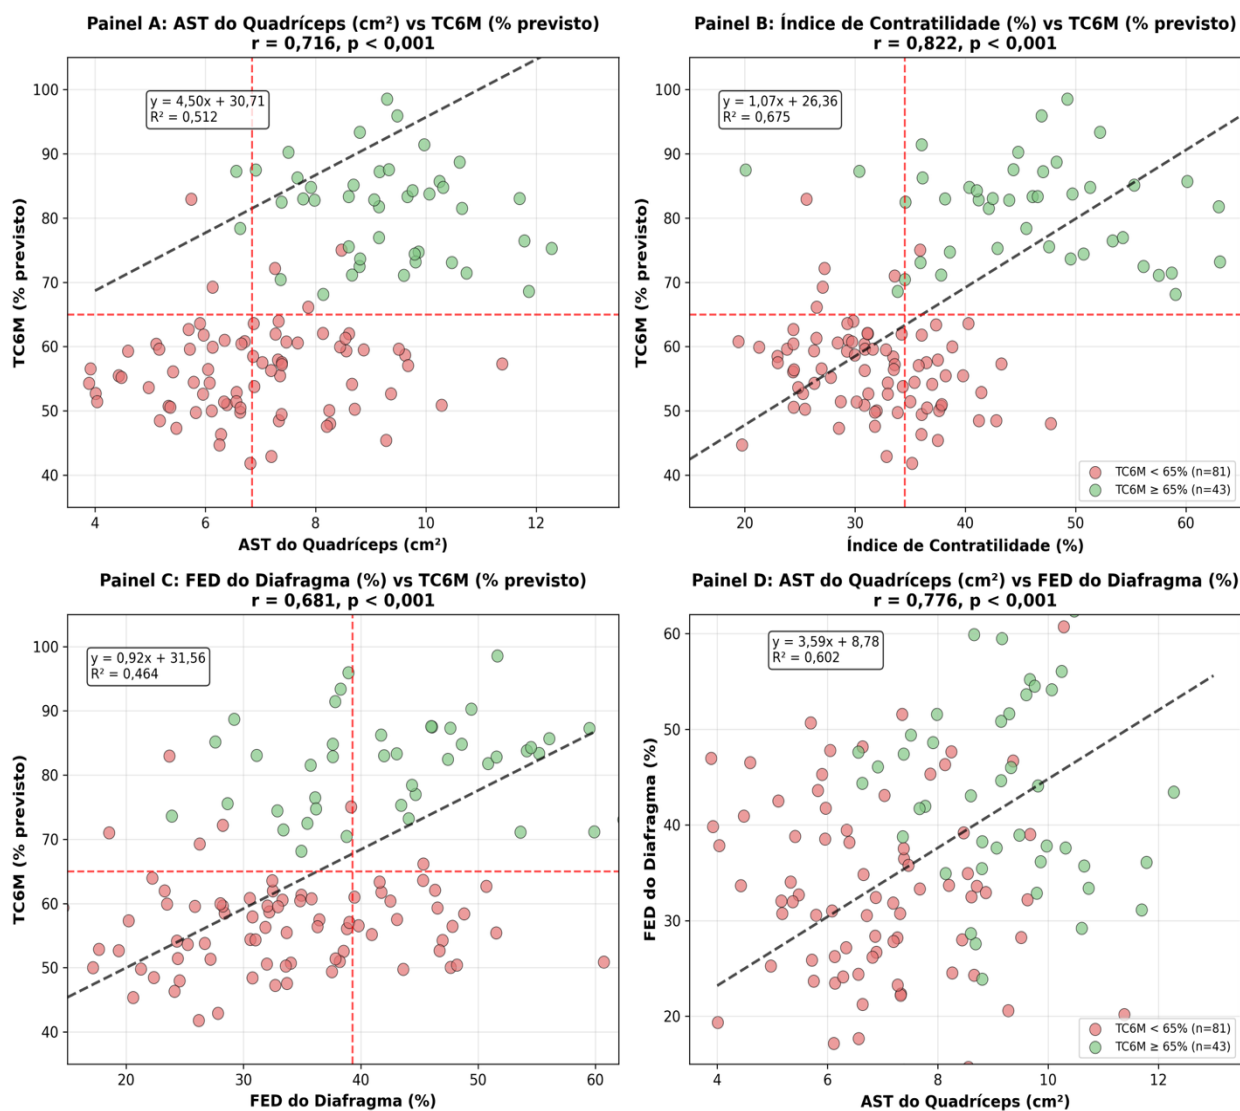 Painel A: AST do Quadríceps (cm²) vs TC6M (% previsto)
r = 0,716, p < 0,001
y = 4,50x + 30,71
R² = 0,512
TC6M (% previsto)
100
90
80
70
60
50
40
4
6
8
10
12
AST do Quadríceps (cm²)
Painel B: Índice de Contratilidade (%) vs TC6M (% previsto)
r = 0,822, p < 0,001
y = 1,07x + 26,36
R² = 0,675
TC6M (% previsto)
100
90
80
70
60
50
40
TC6M < 65% (n=81)
TC6M ≥ 65% (n=43)
20
30
40
50
60
Índice de Contratilidade (%)
Painel C: FED do Diafragma (%) vs TC6M (% previsto)
r = 0,681, p < 0,001
y = 0,92x + 31,56
R² = 0,464
TC6M (% previsto)
100
90
80
70
60
50
40
20
30
40
50
60
FED do Diafragma (%)
Painel D: AST do Quadríceps (cm²) vs FED do Diafragma (%)
r = 0,776, p < 0,001
y = 3,59x + 8,78
R² = 0,602
FED do Diafragma (%)
60
50
40
30
20
TC6M < 65% (n=81)
TC6M ≥ 65% (n=43)
4
6
8
10
12
AST do Quadríceps (cm²)